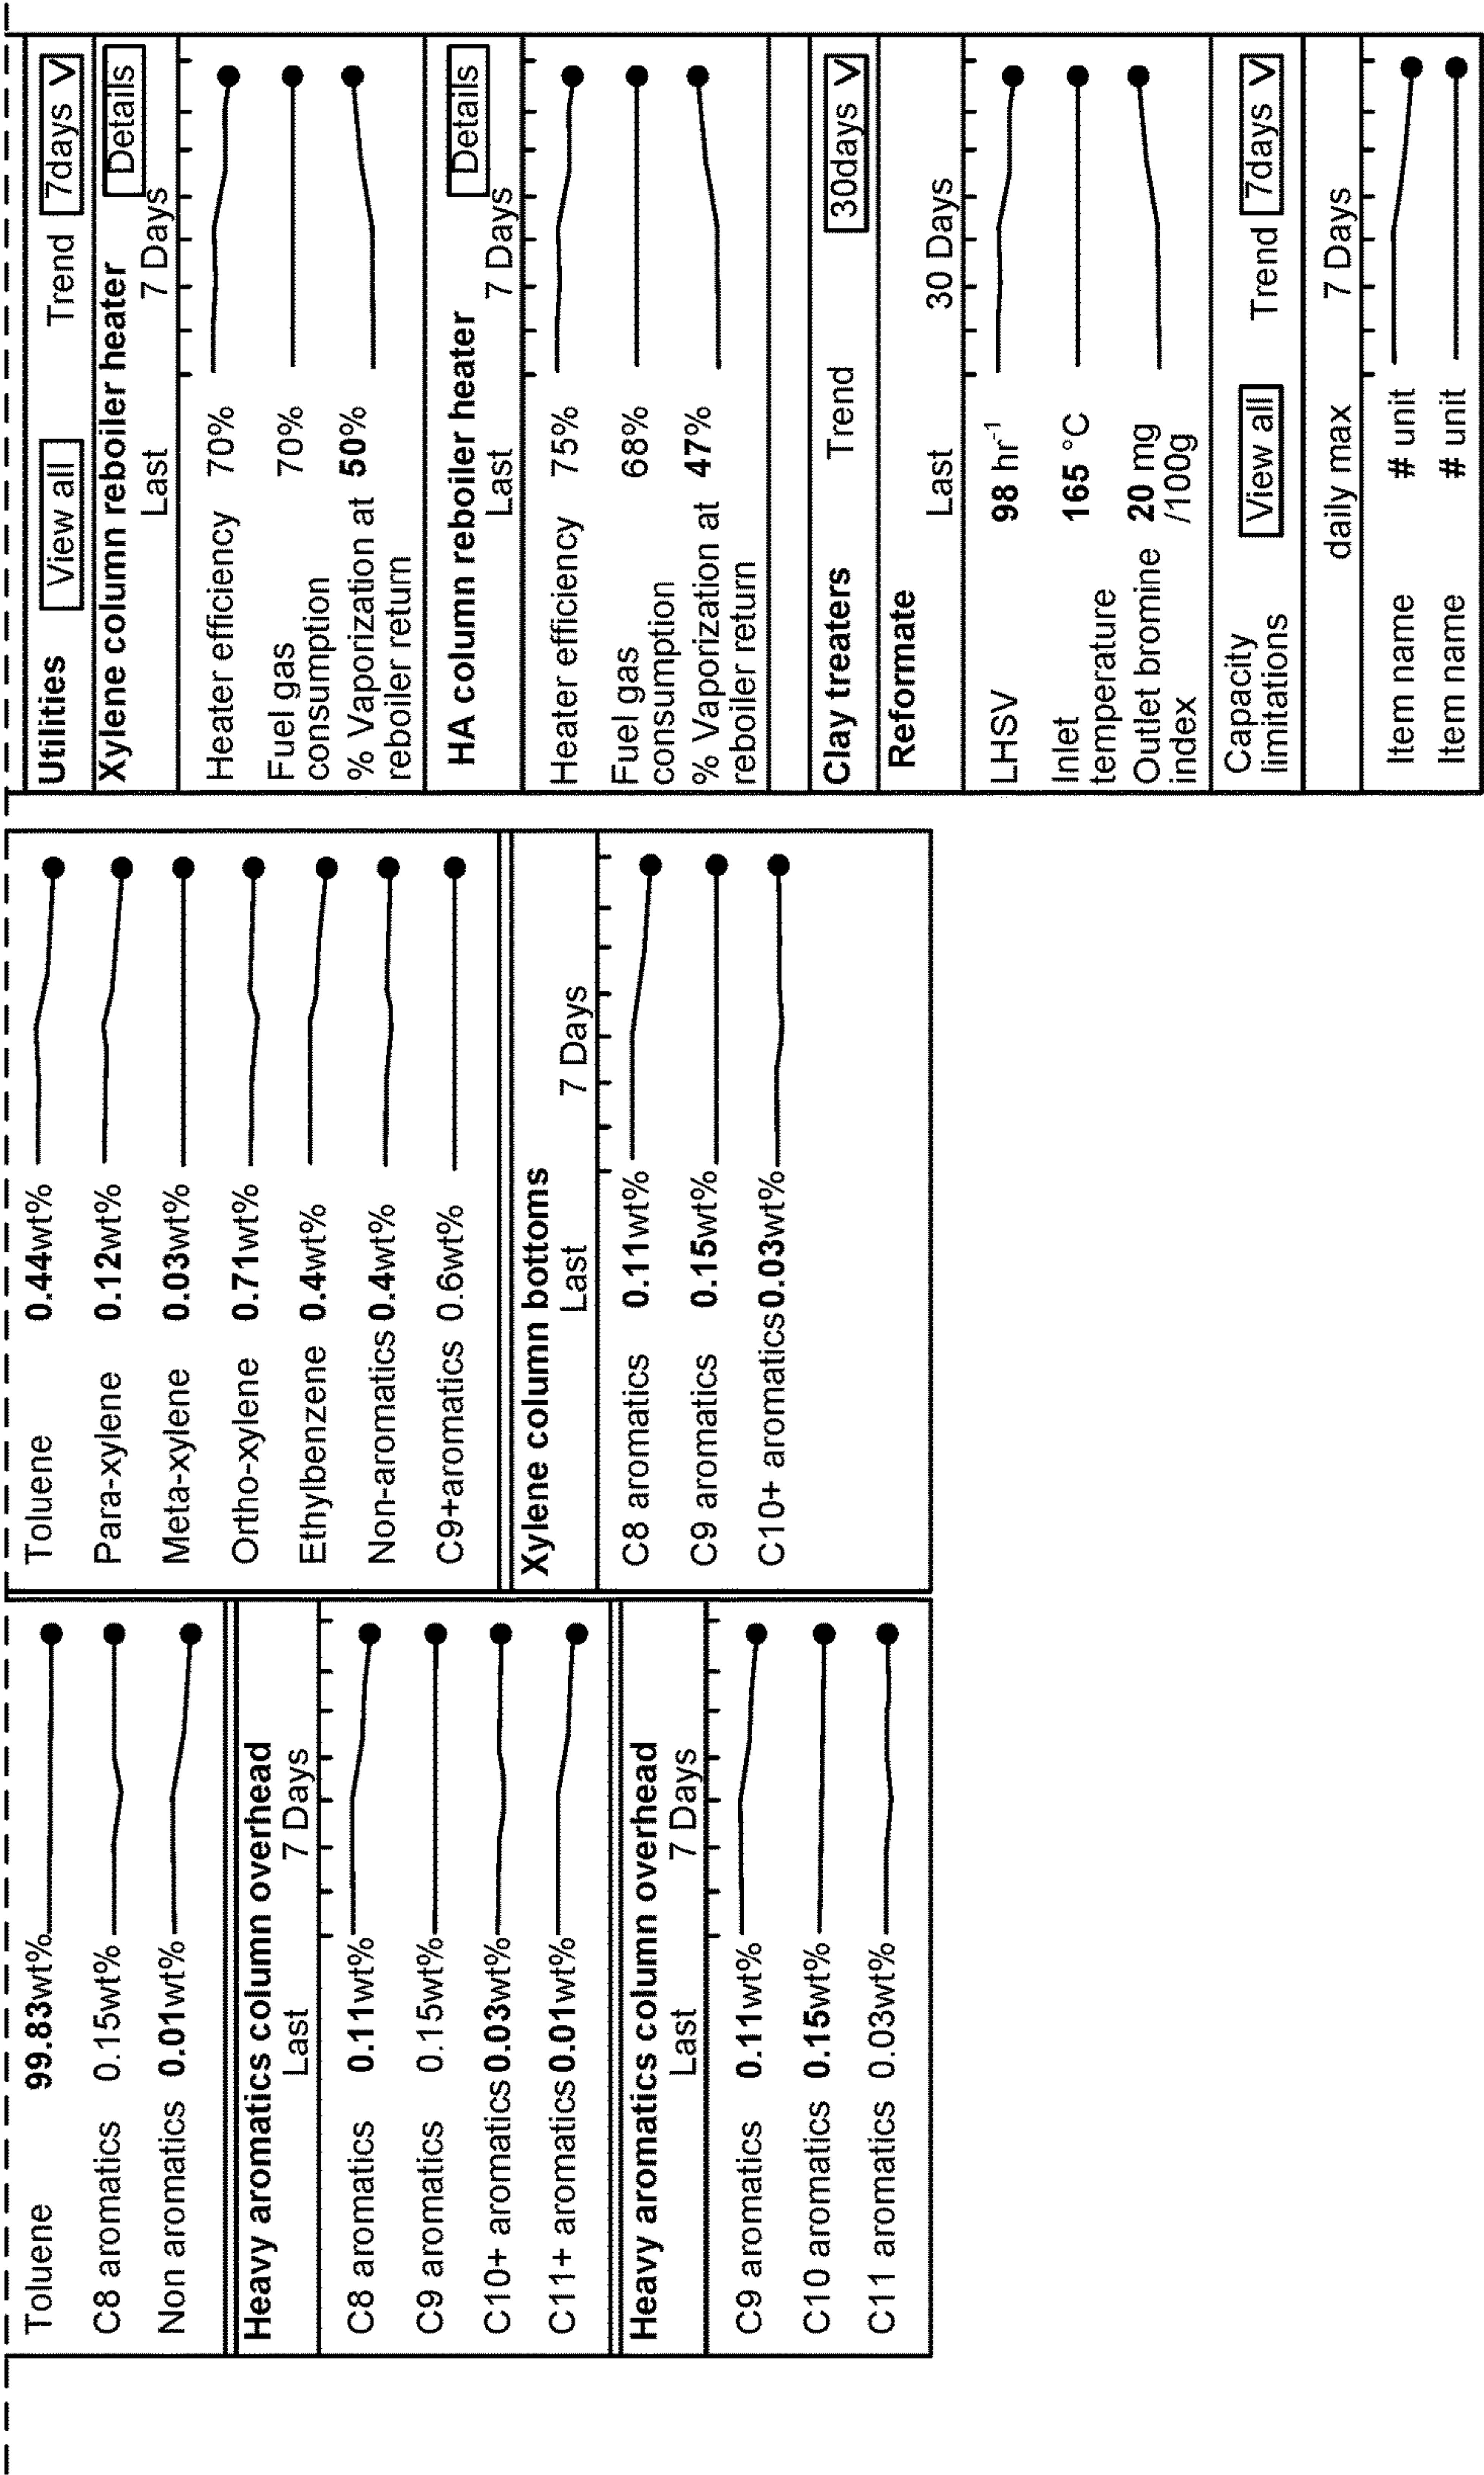 Toluene 99.83wt%
C8 aromatics 0.15wt%
Non aromatics 0.01wt%
Heavy aromatics column overhead
Last 7 Days
C8 aromatics 0.11wt%
C9 aromatics 0.15wt%
C10+ aromatics 0.03wt%
C11+ aromatics 0.01wt%
Heavy aromatics column overhead
Last 7 Days
C9 aromatics 0.11wt%
C10 aromatics 0.15wt%
C11 aromatics 0.03wt%
Toluene 0.44wt%
Para-xylene 0.12wt%
Meta-xylene 0.03wt%
Ortho-xylene 0.71wt%
Ethylbenzene 0.4wt%
Non-aromatics 0.4wt%
C9+aromatics 0.6wt%
Xylene column bottoms
Last 7 Days
C8 aromatics 0.11wt%
C9 aromatics 0.15wt%
C10+ aromatics 0.03wt%
Utilities View all Trend 7days V
Xylene column reboiler heater Details
Last 7 Days
Heater efficiency 70%
Fuel gas 70%
consumption
% Vaporization at 50%
reboiler return
HA column reboiler heater Details
Last 7 Days
Heater efficiency 75%
Fuel gas 68%
consumption
% Vaporization at 47%
reboiler return
Clay treaters Trend 30days V
Reformate
Last 30 Days
LHSV 98 hr-1
Inlet 165 °C
temperature
Outlet bromine 20 mg
index /100g
Capacity View all Trend 7days V
limitations
daily max 7 Days
Item name # unit
Item name # unit